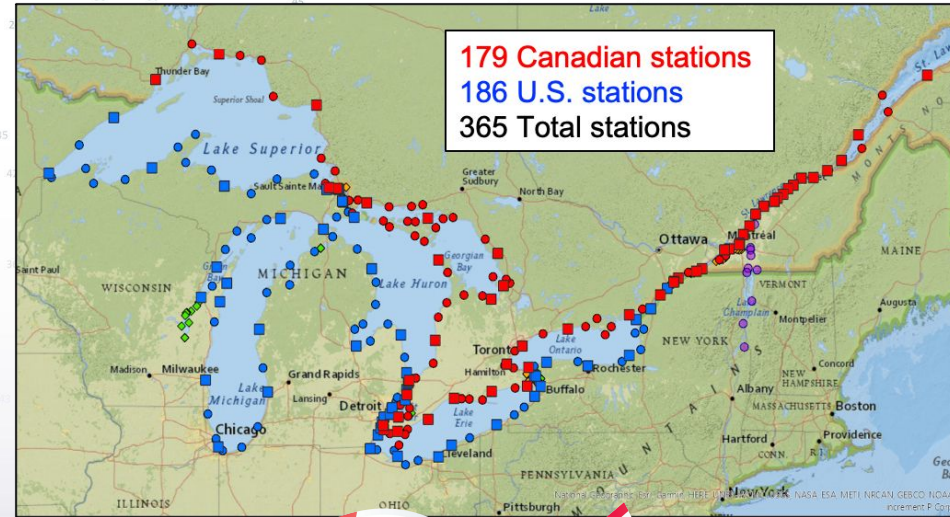 179 Canadian stations
186 U.S. stations
365 Total stations
Lake
Thunder Bay
Superior Shoal
Lake Superior
Sault Sainte Ma
Greater
Sudbury
North Bay
Ottawa
Montréal
MAINE
Saint Paul
WISCONSIN
MICHIGAN
Georgian
Bay
Lake Huron
VERMONT
Champlain
Montpelier
Augusta
NEW YORK
Toronto
Lake
Ontario
Hamilton
Rochester
Buffalo
Madison
Milwaukee
Grand Rapids
Lansing
Lake
Michigan
Detroit
Lake
Erie
Chicago
Cleveland
Concord
NEW
HAMPSHIRE
Albany
MASSACHUSETTS
Boston
Hartford
Providence
CONN.
R.I.
PENNSYLVANIA
New York
ILLINOIS
OHIO
Pittsburgh
MOUNTAINS
increment P